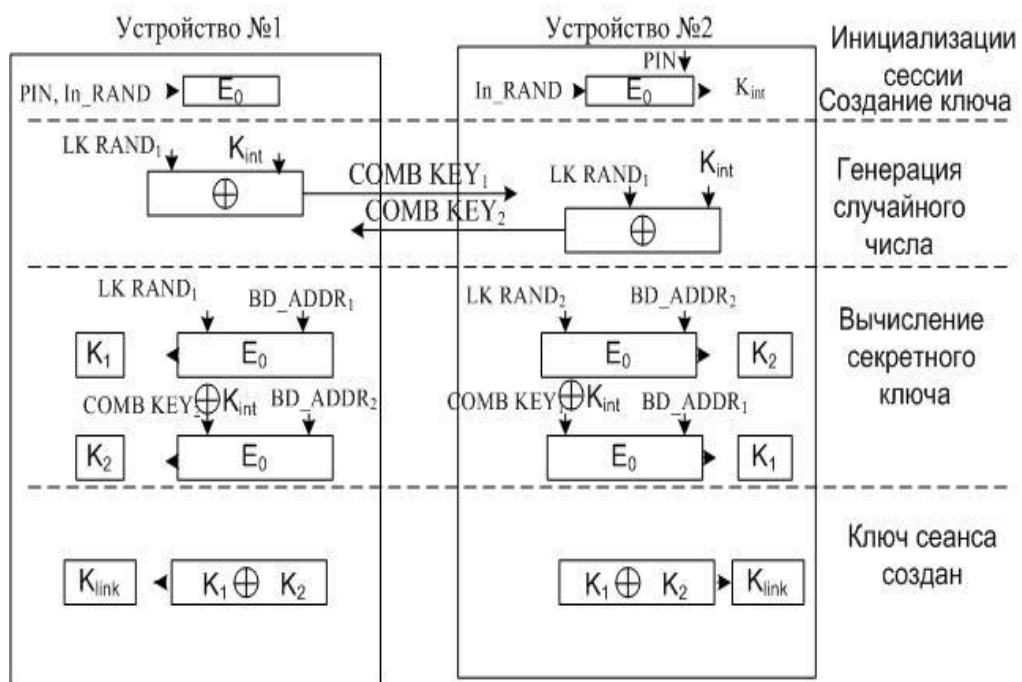 Устройство №1
Устройство №2
Инициализации
сессии
Создание ключа
PIN, In_RAND
E0
PIN
In_RAND
E0
Kint
LK RAND1
Kint
⊕
COMB KEY1
COMB KEY2
LK RAND1
Kint
⊕
Генерация
случайного
числа
LK RAND1
BD_ADDR1
K1
E0
COMB KEY2 ⊕ Kint
BD_ADDR2
K2
E0
LK RAND2
BD_ADDR2
E0
K2
COMB KEY1 ⊕ Kint
BD_ADDR1
E0
K1
Вычисление
секретного
ключа
Klink
K1 ⊕ K2
K1 ⊕ K2
Klink
Ключ сеанса
создан